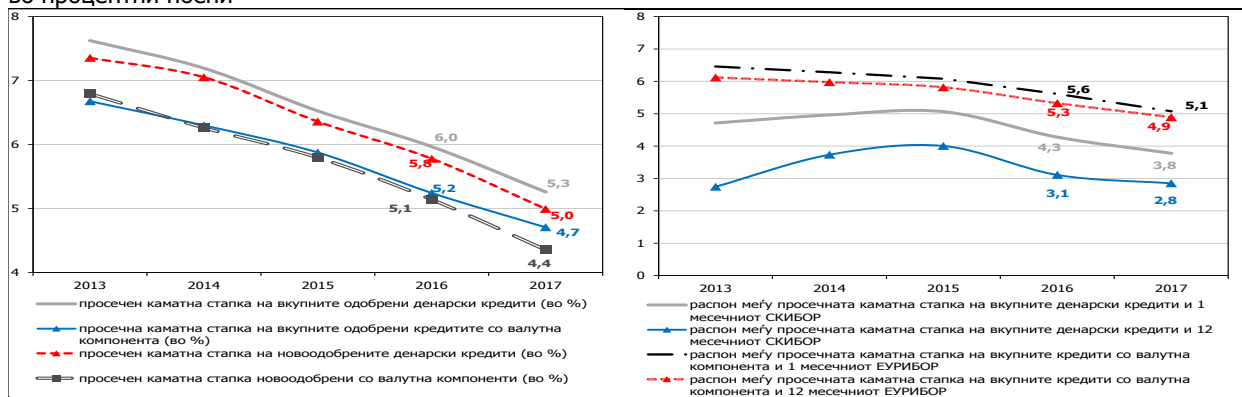 во процентни поени
8
7
6
5
4
6,0
5,8
5,2
5,1
5,3
5,0
4,7
4,4
2013 2014 2015 2016 2017
просечен каматна стапка на вкупните одобрени денарски кредити (во %)
просечна каматна стапка на вкупните одобрени кредитите со валутна
компонента (во %)
просечен каматна стапка на новоодобрените денарски кредити (во %)
просечен каматна стапка новоодобрени со валутна компоненти (во %)
8
7
6
5
4
3
2
1
0
5,6
5,3
4,3
3,1
5,1
4,9
3,8
2,8
2013 2014 2015 2016 2017
распон меѓу просечната каматна стапка на вкупните денарски кредити и 1
месечниот СКИБОР
распон меѓу просечната каматна стапка на вкупните денарски кредити и 12
месечниот СКИБОР
распон меѓу просечната каматна стапка на вкупните кредити со валутна
компонента и 1 месечниот ЕУРИБОР
распон меѓу просечната каматна стапка на вкупните кредити со валутна
компонента и 12 месечниот ЕУРИБОР